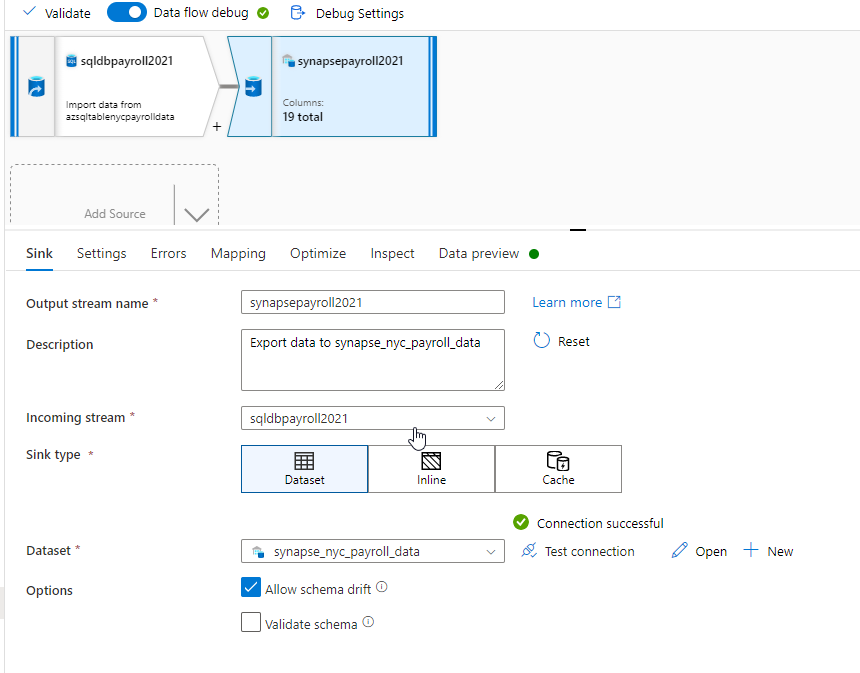 Validate Data flow debug Debug Settings
sqldbpayroll2021
Import data from
azsqltablenycpayrolldata
+
synapsepayroll2021
Columns:
19 total
Add Source
Sink Settings Errors Mapping Optimize Inspect Data preview
Output stream name * synapsepayroll2021 Learn more
Description Export data to synapse_nyc_payroll_data Reset
Incoming stream * sqldbpayroll2021
Sink type * Dataset Inline Cache
Connection successful
Dataset * synapse_nyc_payroll_data Test connection Open + New
Options Allow schema drift
Validate schema